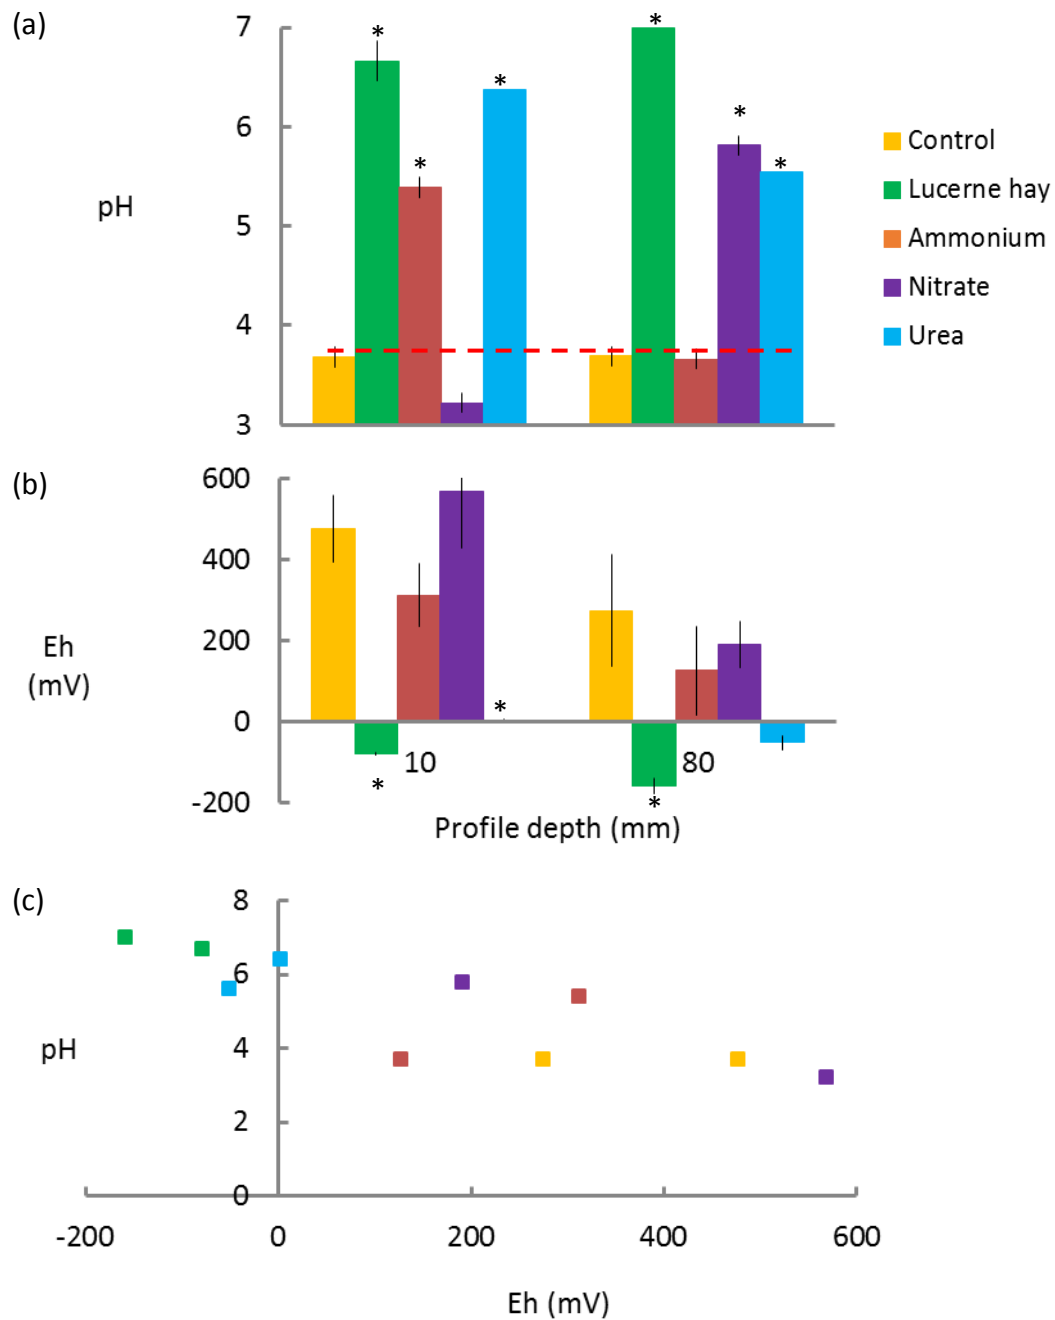 (a)
7
6
5
4
3
pH
*
*
*
*
*
*
Control
Lucerne hay
Ammonium
Nitrate
Urea
(b)
600
400
200
0
-200
Eh
(mV)
*
*
*
10
80
Profile depth (mm)
(c)
8
6
4
2
0
pH
-200
0
200
400
600
Eh (mV)